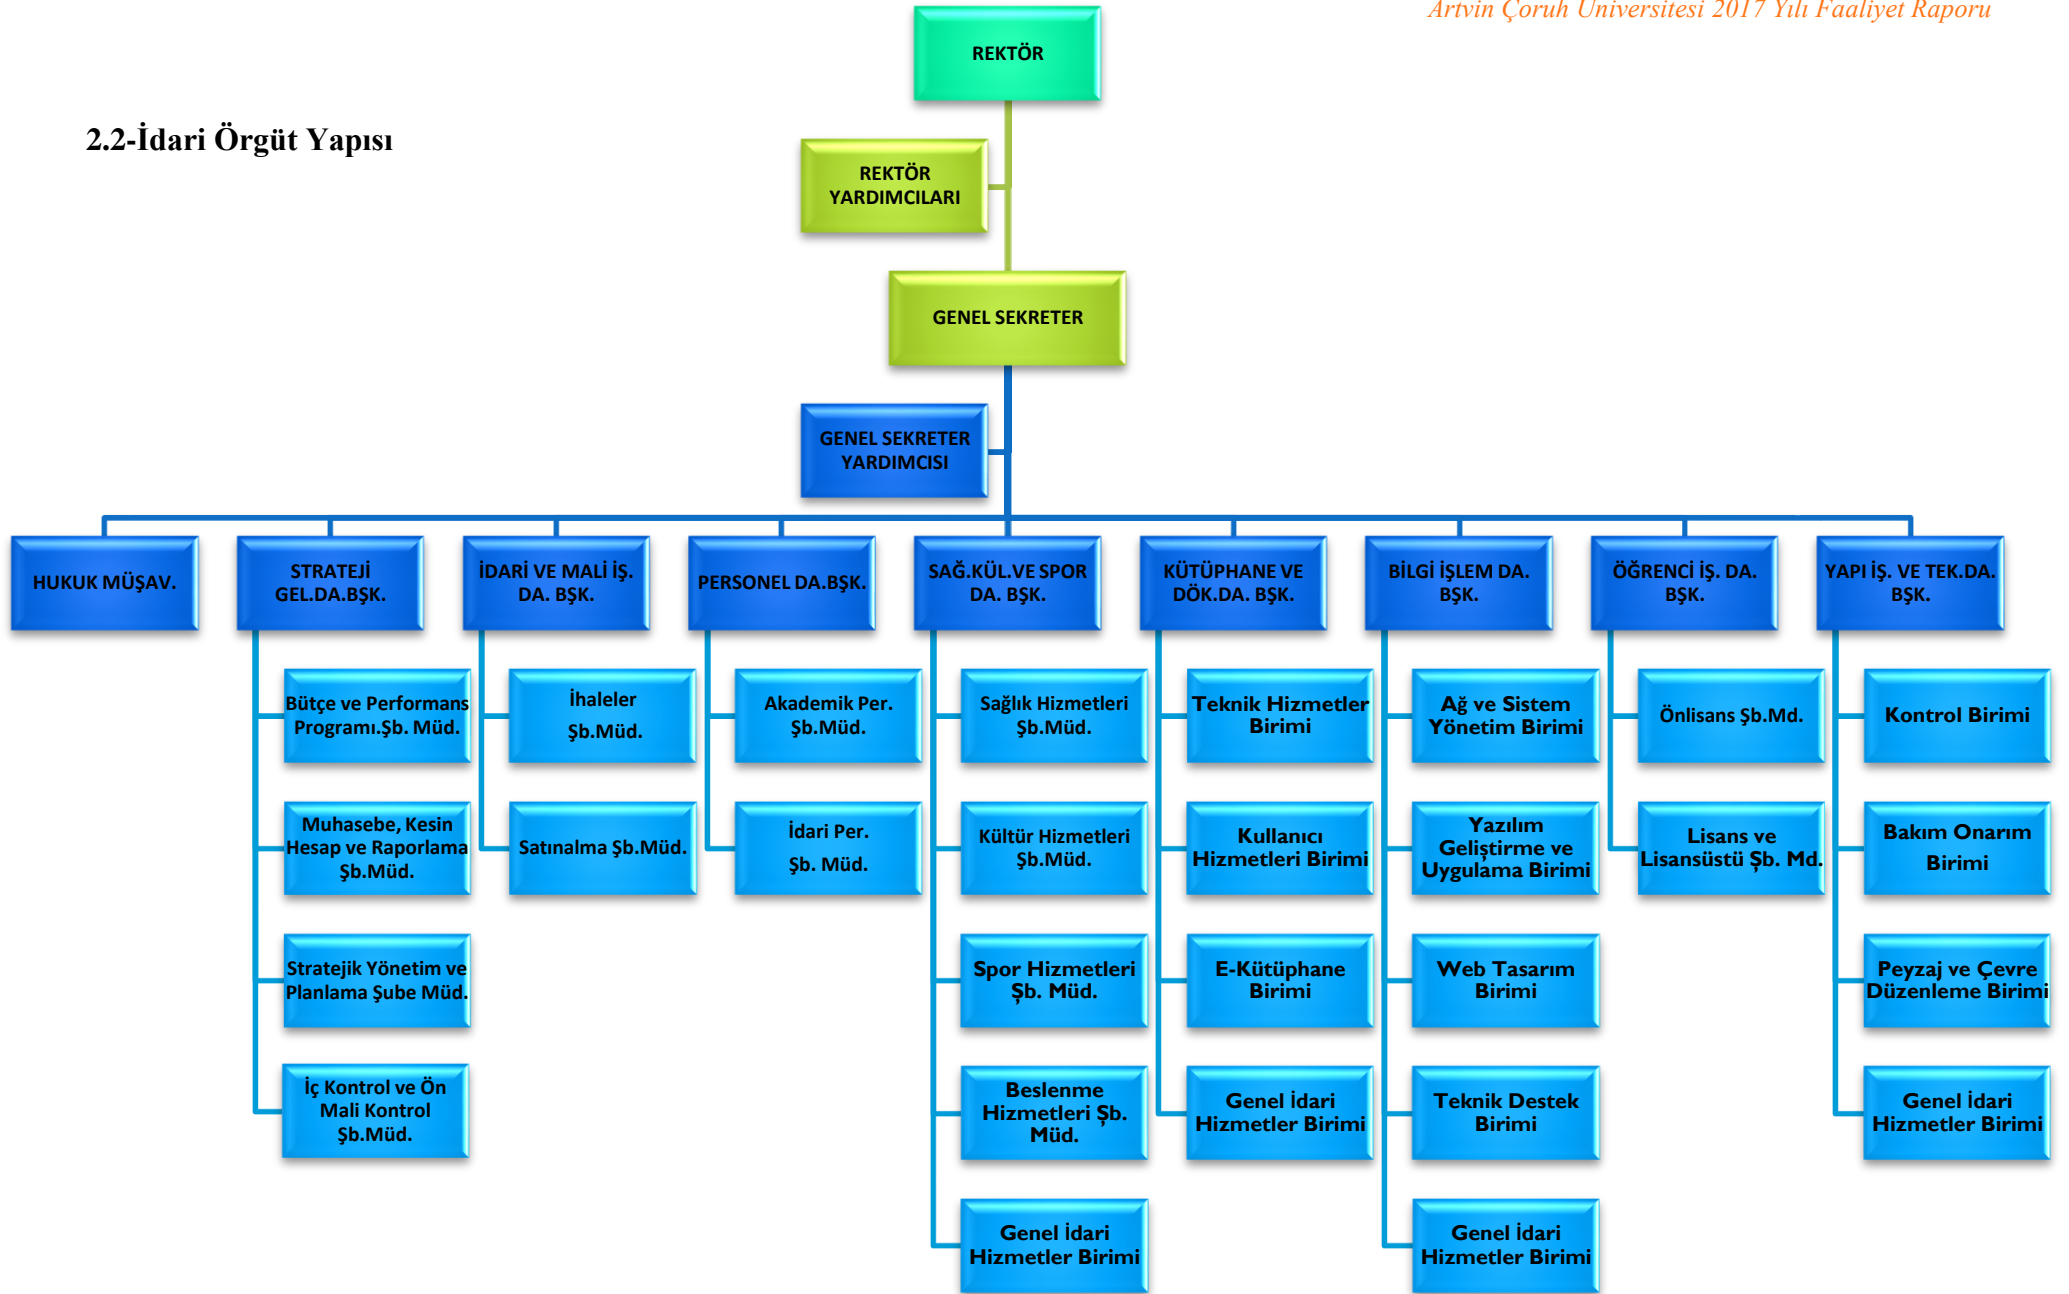 Artvin Çoruh Üniversitesi 2017 Yılı Faaliyet Raporu
REKTÖR
2.2-İdari Örgüt Yapısı
REKTÖR
YARDIMCILARI
GENEL SEKRETER
GENEL SEKRETER
YARDIMCISI
HUKUK MÜŞAV.
STRATEJİ
GEL.DA.BŞK.
İDARİ VE MALİ İŞ.
DA. BŞK.
PERSONEL DA.BŞK.
SAĞ.KÜL.VE SPOR
DA. BŞK.
KÜTÜPHANE VE
DÖK.DA. BŞK.
BİLGİ İŞLEM DA.
BŞK.
ÖĞRENCİ İŞ. DA.
BŞK.
YAPI İŞ. VE TEK.DA.
BŞK.
Bütçe ve Performans
Programı.Şb. Müd.
Muhasebe, Kesin
Hesap ve Raporlama
Şb.Müd.
Stratejik Yönetim ve
Planlama Şube Müd.
İç Kontrol ve Ön
Mali Kontrol
Şb.Müd.
İhaleler
Şb.Müd.
Satınalma Şb.Müd.
Akademik Per.
Şb.Müd.
İdari Per.
Şb. Müd.
Sağlık Hizmetleri
Şb.Müd.
Kültür Hizmetleri
Şb.Müd.
Spor Hizmetleri
Şb. Müd.
Beslenme
Hizmetleri Şb.
Müd.
Genel İdari
Hizmetler Birimi
Teknik Hizmetler
Birimi
Kullanıcı
Hizmetleri Birimi
E-Kütüphane
Birimi
Genel İdari
Hizmetler Birimi
Ağ ve Sistem
Yönetim Birimi
Yazılım
Geliştirme ve
Uygulama Birimi
Web Tasarım
Birimi
Teknik Destek
Birimi
Genel İdari
Hizmetler Birimi
Önlisans Şb.Md.
Lisans ve
Lisansüstü Şb. Md.
Kontrol Birimi
Bakım Onarım
Birimi
Peyzaj ve Çevre
Düzenleme Birimi
Genel İdari
Hizmetler Birimi